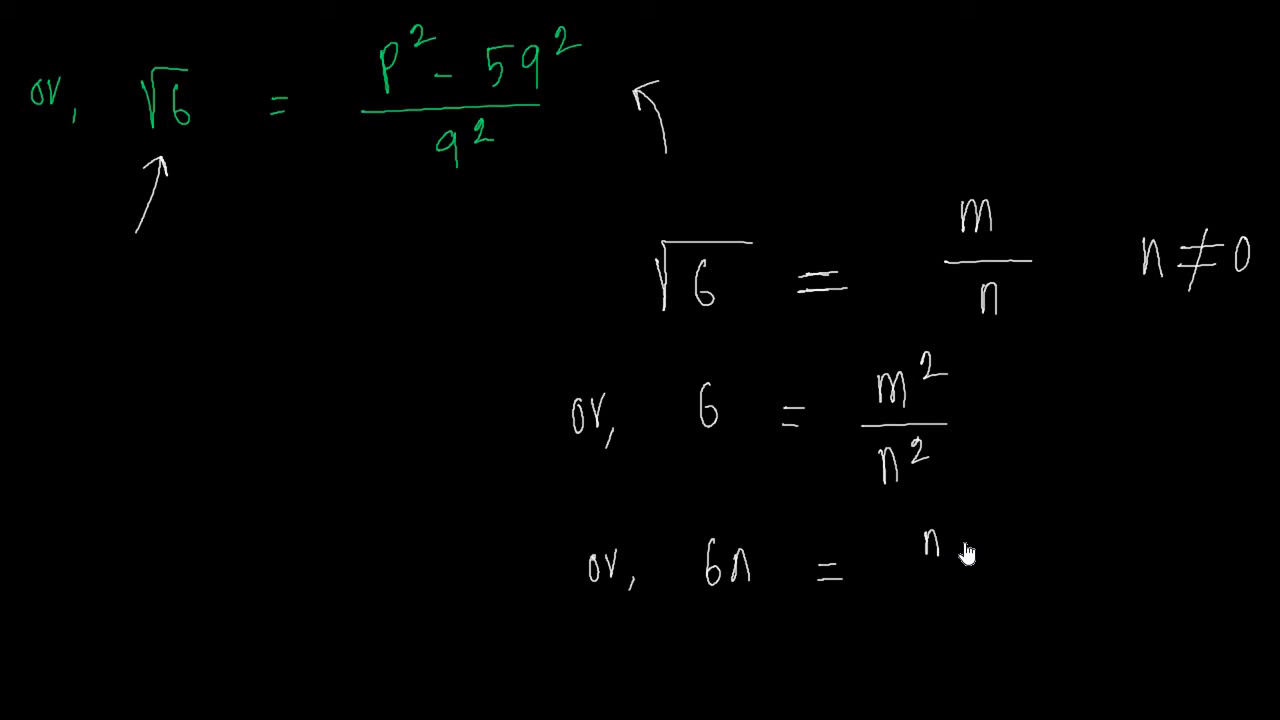 or, √6 = (p² - 5q²)/q²
√6 = m/n n ≠ 0
or, 6 = m²/n²
or, 6n = n